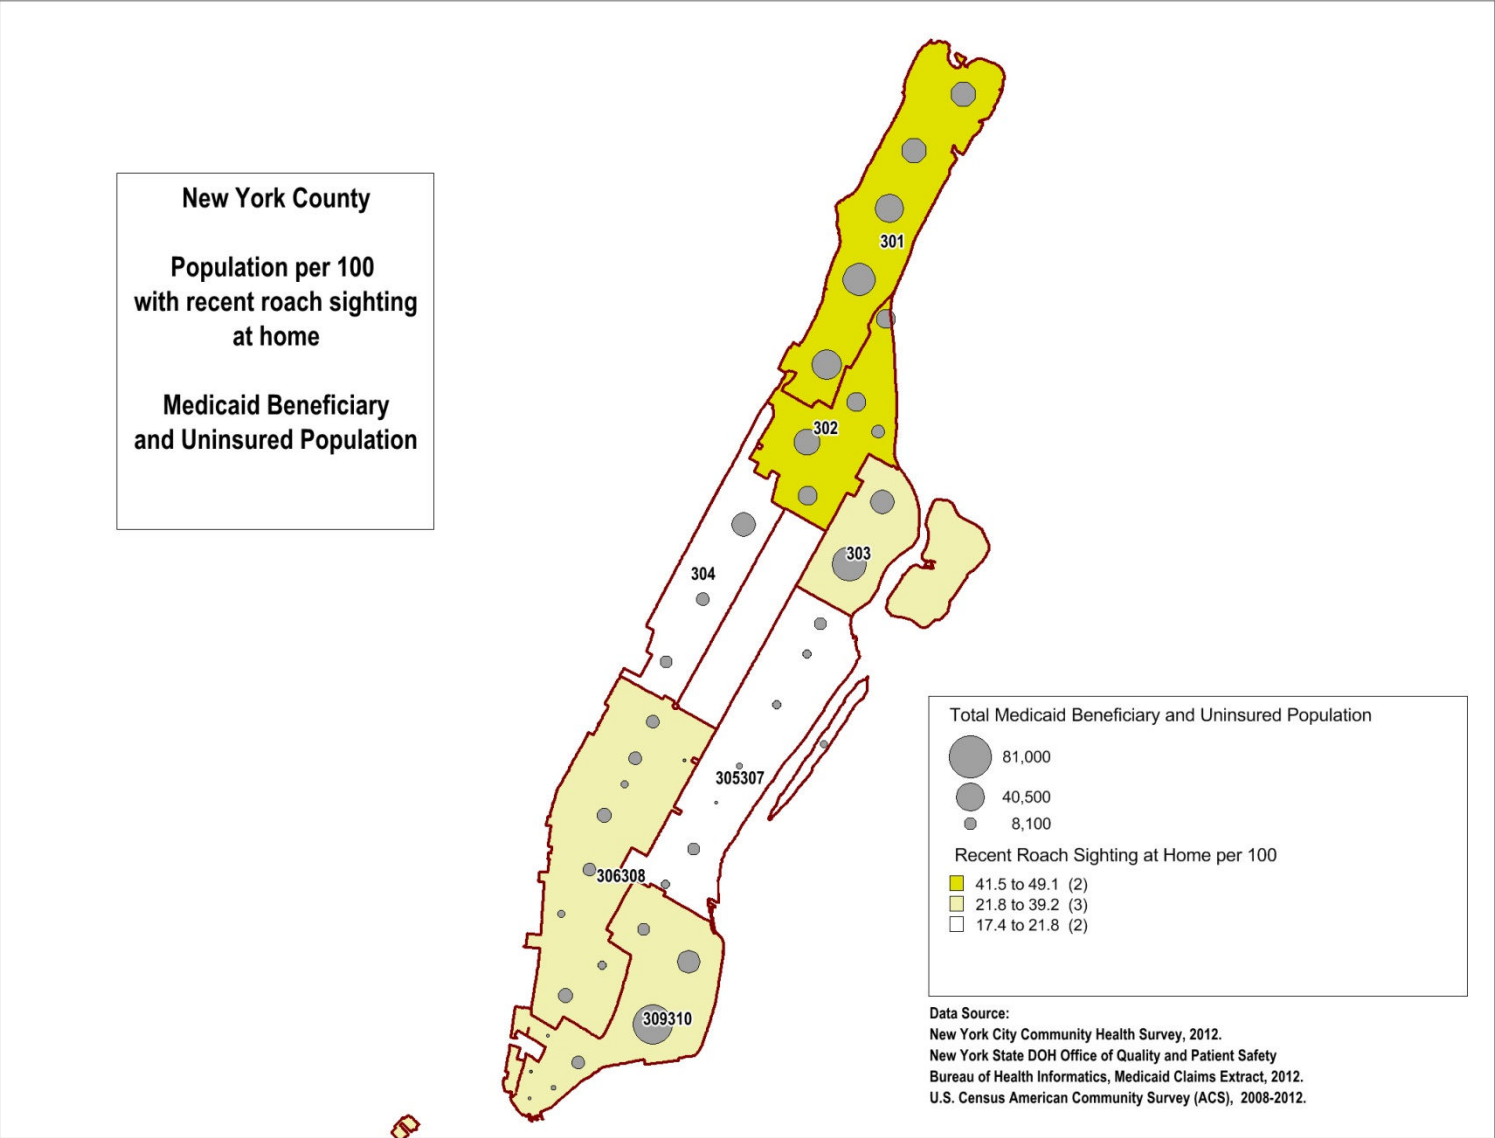 New York County
Population per 100
with recent roach sighting
at home
Medicaid Beneficiary
and Uninsured Population
301
302
303
304
305307
306308
309310
Total Medicaid Beneficiary and Uninsured Population
81,000
40,500
8,100
Recent Roach Sighting at Home per 100
41.5 to 49.1 (2)
21.8 to 39.2 (3)
17.4 to 21.8 (2)
Data Source:
New York City Community Health Survey, 2012.
New York State DOH Office of Quality and Patient Safety
Bureau of Health Informatics, Medicaid Claims Extract, 2012.
U.S. Census American Community Survey (ACS), 2008-2012.